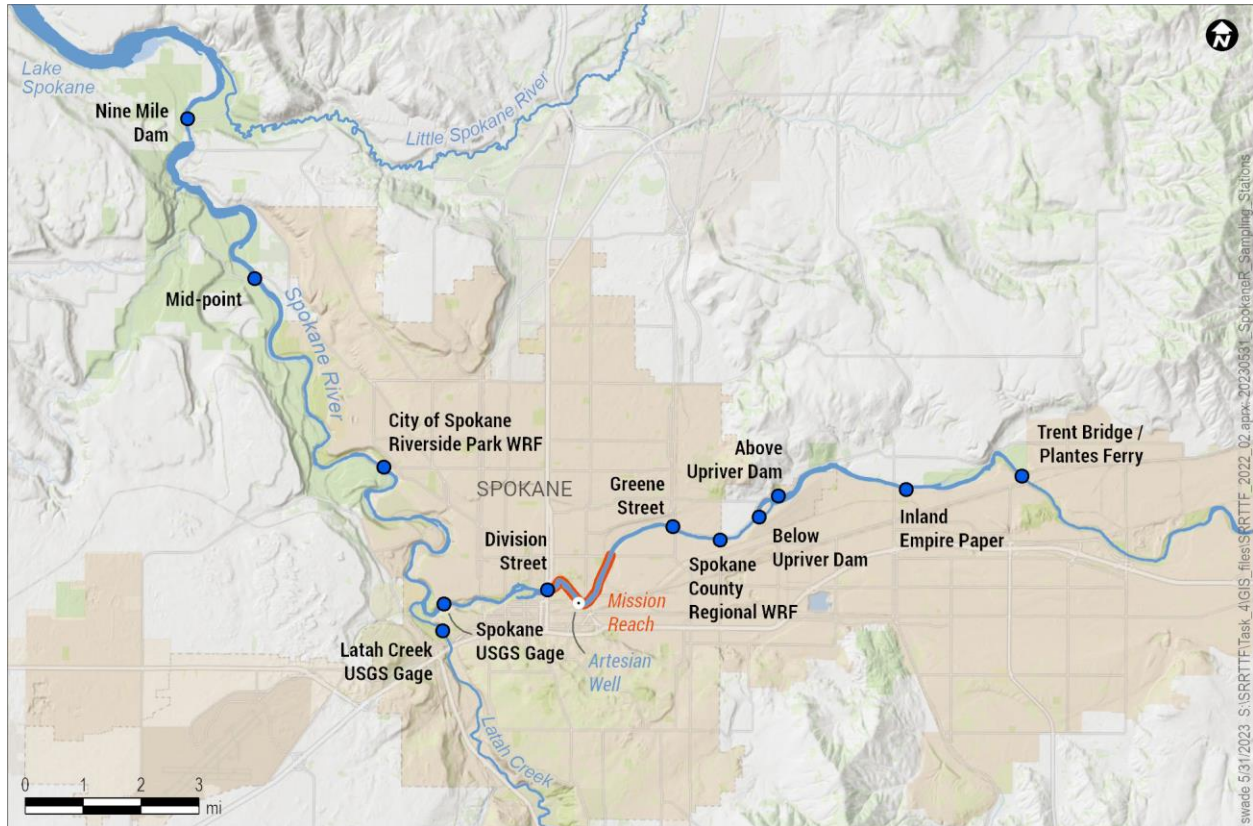 N
Lake
Spokane
Nine Mile
Dam
Little Spokane River
Mid-point
Spokane River
City of Spokane
Riverside Park WRF
SPOKANE
Division
Street
Greene
Street
Above
Upriver Dam
Trent Bridge /
Plantes Ferry
Inland
Empire Paper
Below
Upriver Dam
Spokane
County
Regional WRF
Mission
Reach
Artesian
Well
Spokane
USGS Gage
Latah Creek
USGS Gage
Latah Creek
0 1 2 3
mi
swade 5/31/2023 S:\SRRTTF\Task_4\GIS_files\SRRTTF_2022_02.aprx 20230531_SpokaneR_Sampling_Stations